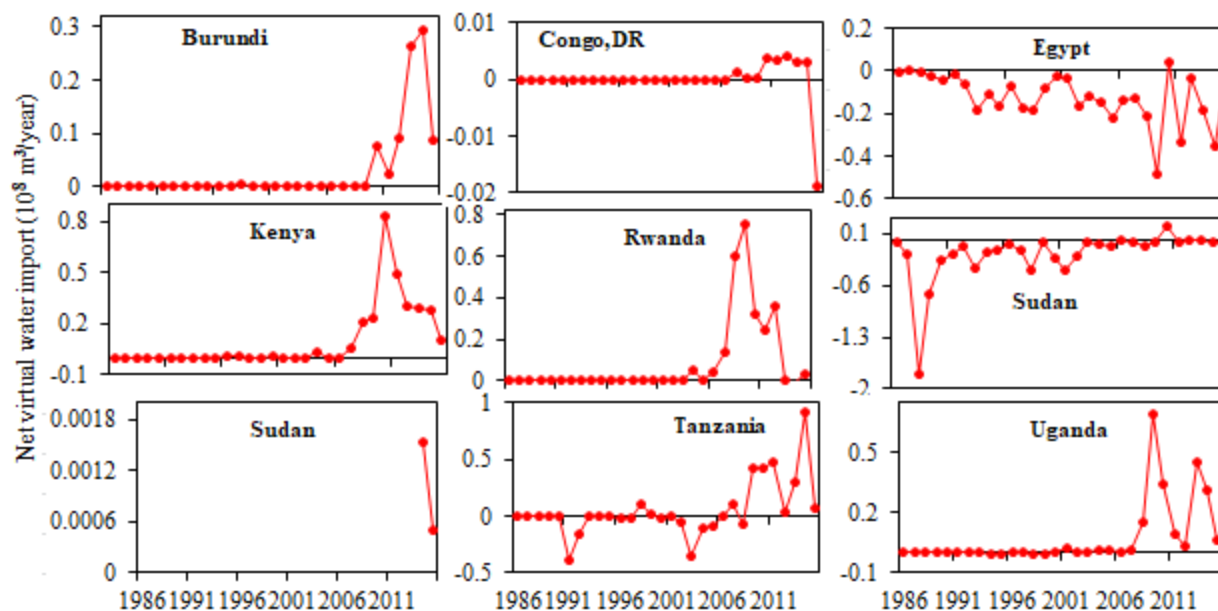 Net virtual water import (10⁸ m³/year)
Burundi
0.3
0.2
0.1
0
Congo,DR
0.01
0
-0.01
-0.02
Egypt
0.2
0
-0.2
-0.4
-0.6
Kenya
0.8
0.5
0.2
-0.1
Rwanda
0.8
0.6
0.4
0.2
0
Sudan
0.1
-0.6
-1.3
-2
Sudan
0.0018
0.0012
0.0006
0
1986 1991 1996 2001 2006 2011
Tanzania
1
0.5
0
-0.5
1986 1991 1996 2001 2006 2011
Uganda
0.5
0.2
-0.1
1986 1991 1996 2001 2006 2011